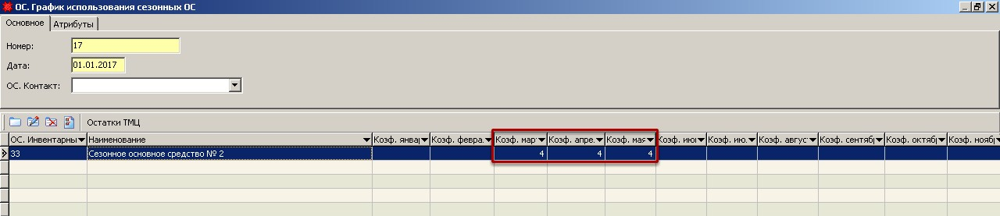 ОС. График использования сезонных ОС
Основное Атрибуты
Номер: 17
Дата: 01.01.2017
ОС. Контакт:
Остатки ТМЦ
ОС. Инвентарны Наименование Коэф. январ Коэф. февра. Коэф. мар Коэф. апре. Коэф. мая Коэф. июн Коэф. ию. Коэф. авгус Коэф. сентяб Коэф. октяб Коэф. нояб
33 Сезонное основное средство № 2 4 4 4